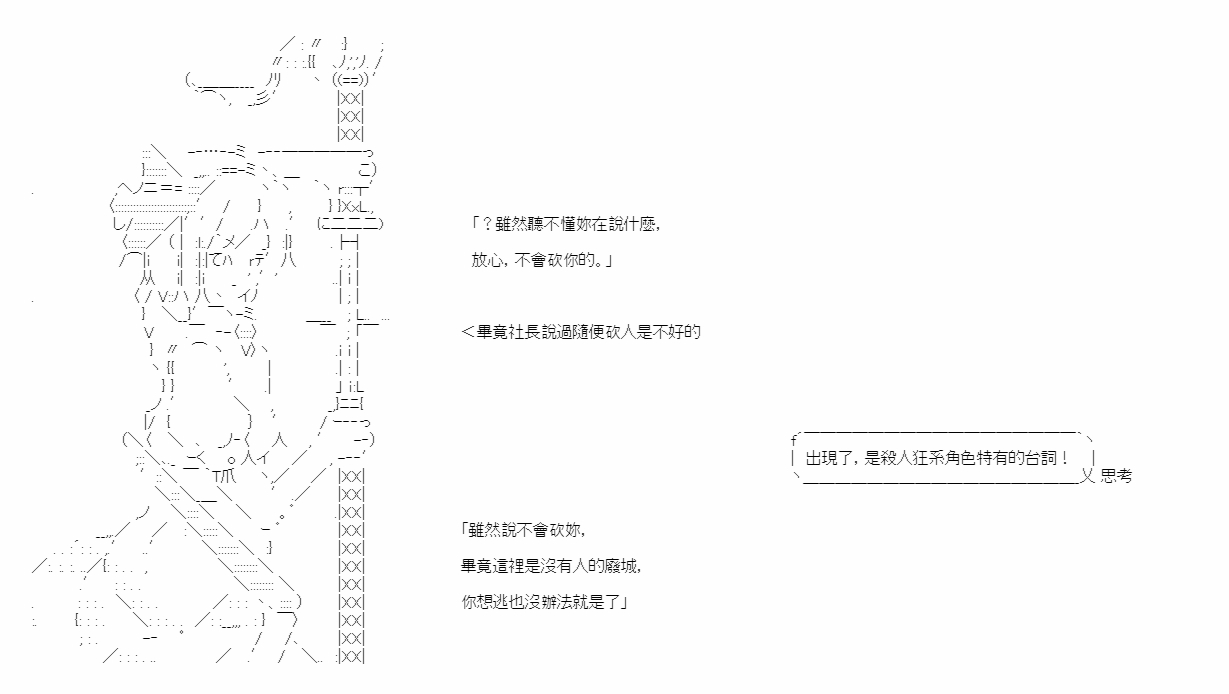 「？雖然聽不懂妳在說什麼，
放心，不會砍你的。」
＜畢竟社長說過隨便砍人是不好的
出現了，是殺人狂系角色特有的台詞！
思考
「雖然說不會砍妳，
畢竟這裡是沒有人的廢城，
你想逃也沒辦法就是了」